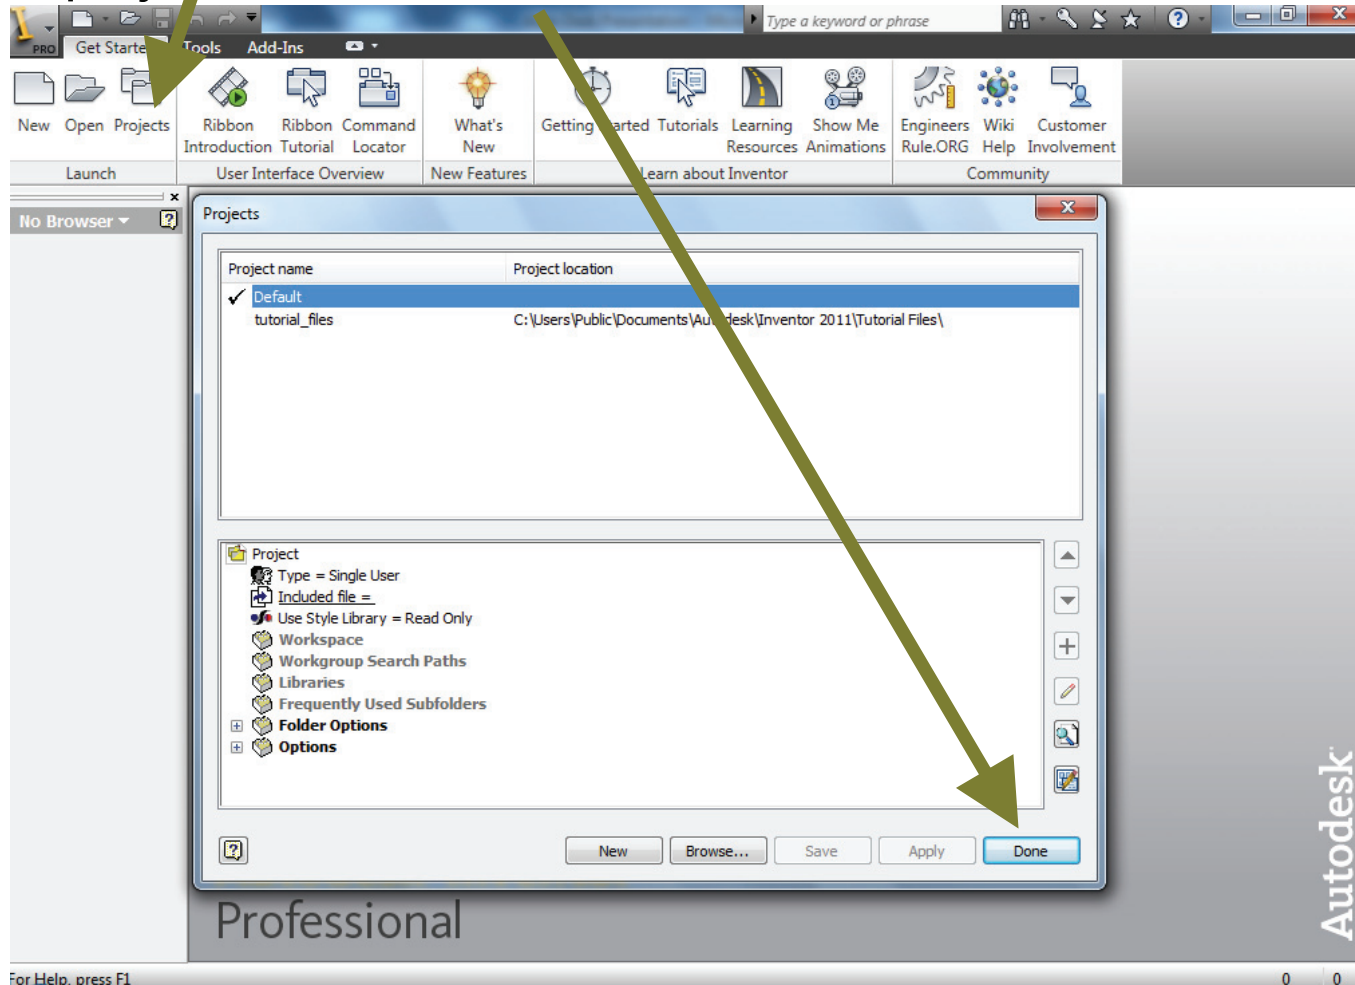 Type a keyword or phrase
PRO
Get Starte
Tools
Add-Ins
New
Open
Projects
Ribbon Introduction
Ribbon Tutorial
Command Locator
What's New
Getting Started
Tutorials
Learning Resources
Show Me Animations
Engineers Rule.ORG
Wiki Help
Customer Involvement
Launch
User Interface Overview
New Features
Learn about Inventor
Community
No Browser
Projects
Project name
Project location
Default
tutorial_files
C:\Users\Public\Documents\Autodesk\Inventor 2011\Tutorial Files\
Project
Type = Single User
Included file =
Use Style Library = Read Only
Workspace
Workgroup Search Paths
Libraries
Frequently Used Subfolders
Folder Options
Options
New
Browse...
Save
Apply
Done
Professional
Autodesk
For Help, press F1
0
0